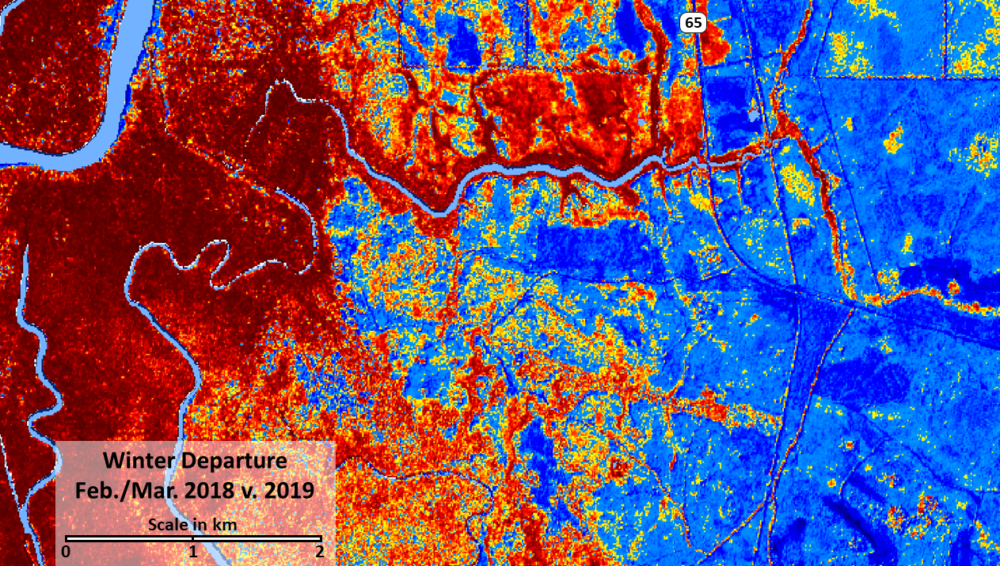 65
Winter Departure
Feb./Mar. 2018 v. 2019
Scale in km
0 1 2